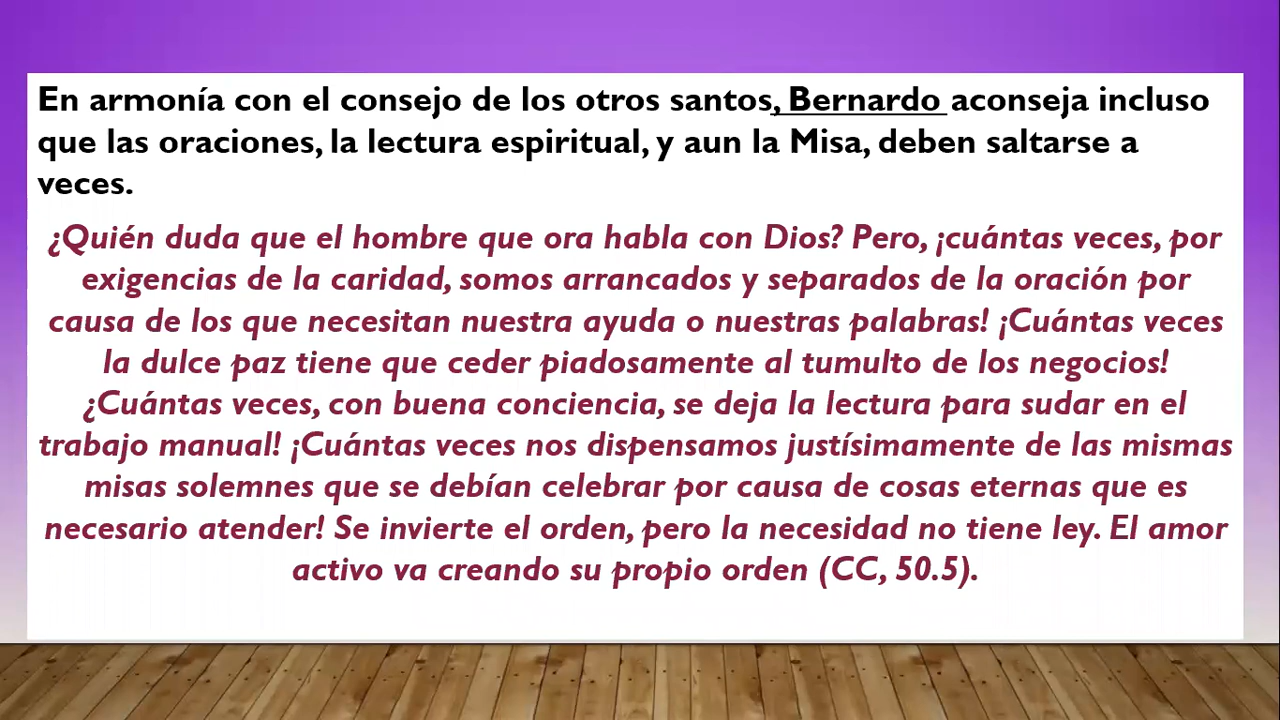 En armonía con el consejo de los otros santos, Bernardo aconseja incluso
que las oraciones, la lectura espiritual, y aun la Misa, deben saltarse a
veces.
¿Quién duda que el hombre que ora habla con Dios? Pero, ¡cuántas veces, por
exigencias de la caridad, somos arrancados y separados de la oración por
causa de los que necesitan nuestra ayuda o nuestras palabras! ¡Cuántas veces
la dulce paz tiene que ceder piadosamente al tumulto de los negocios!
¿Cuántas veces, con buena conciencia, se deja la lectura para sudar en el
trabajo manual! ¡Cuántas veces nos dispensamos justísimamente de las mismas
misas solemnes que se debían celebrar por causa de cosas eternas que es
necesario atender! Se invierte el orden, pero la necesidad no tiene ley. El amor
activo va creando su propio orden (CC, 50.5).